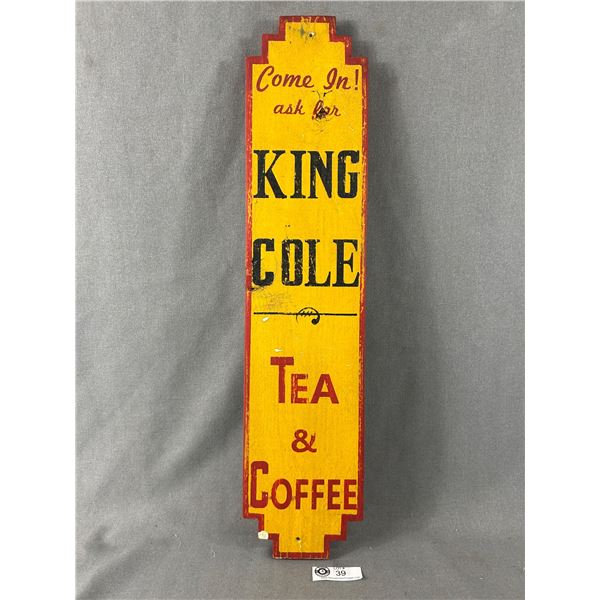 Come In!
ask for
KING
COLE
TEA
&
COFFEE
39